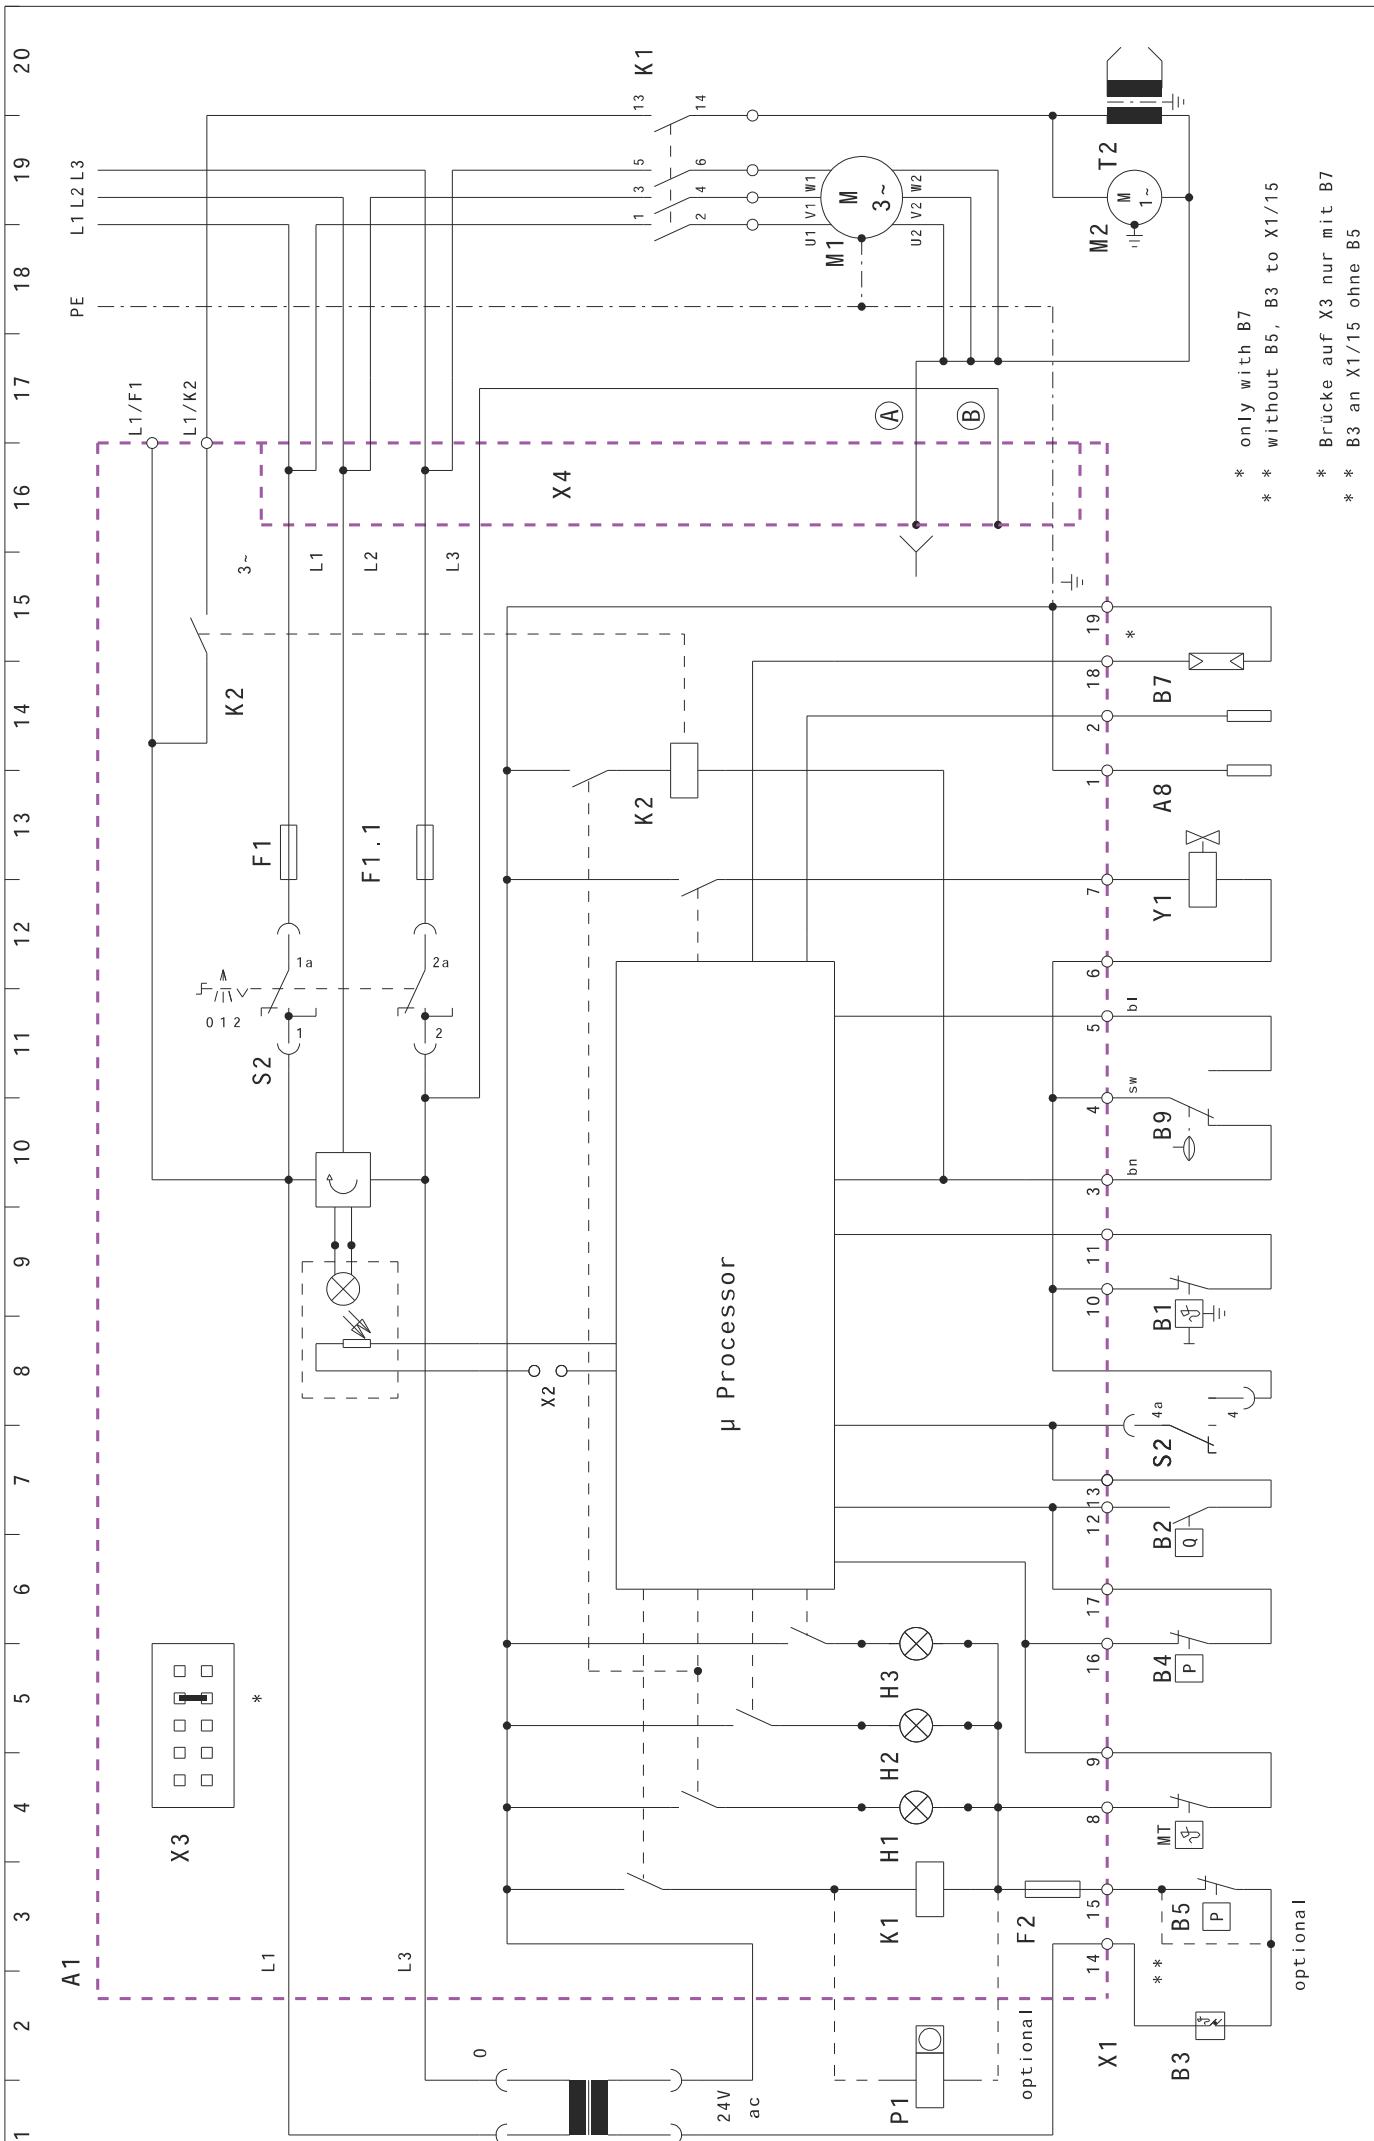 1 2 3 4 5 6 7 8 9 10 11 12 13 14 15 16 17 18 19 20
A1
X3
*
L1/F1
L1/K2
PE
L1 L2 L3
K2
3~
L1
L2
L3
L1
L3
F1
F1.1
S2
0 1 2
1 1a
2 2a
X4
A
B
0
24V
ac
X2
µ Processor
K2
K1
13 14
5 6
3 4
1 2
U1 V1 W1
M
3~
U2 V2 W2
M1
T2
M
1~
M2
H1
H2
H3
K1
F2
P1
optional
X1
14 15 8 9 16 17 12 13 10 11 3 4 5 6 7 1 2 18 19
*
* *
bn
sw
bl
B3
B5
P
optional
MT
B4
P
B2
Q
S2
4a
4
B1
B9
Y1
A8
B7
* only with B7
* * without B5, B3 to X1/15
* Brücke auf X3 nur mit B7
* * B3 an X1/15 ohne B5